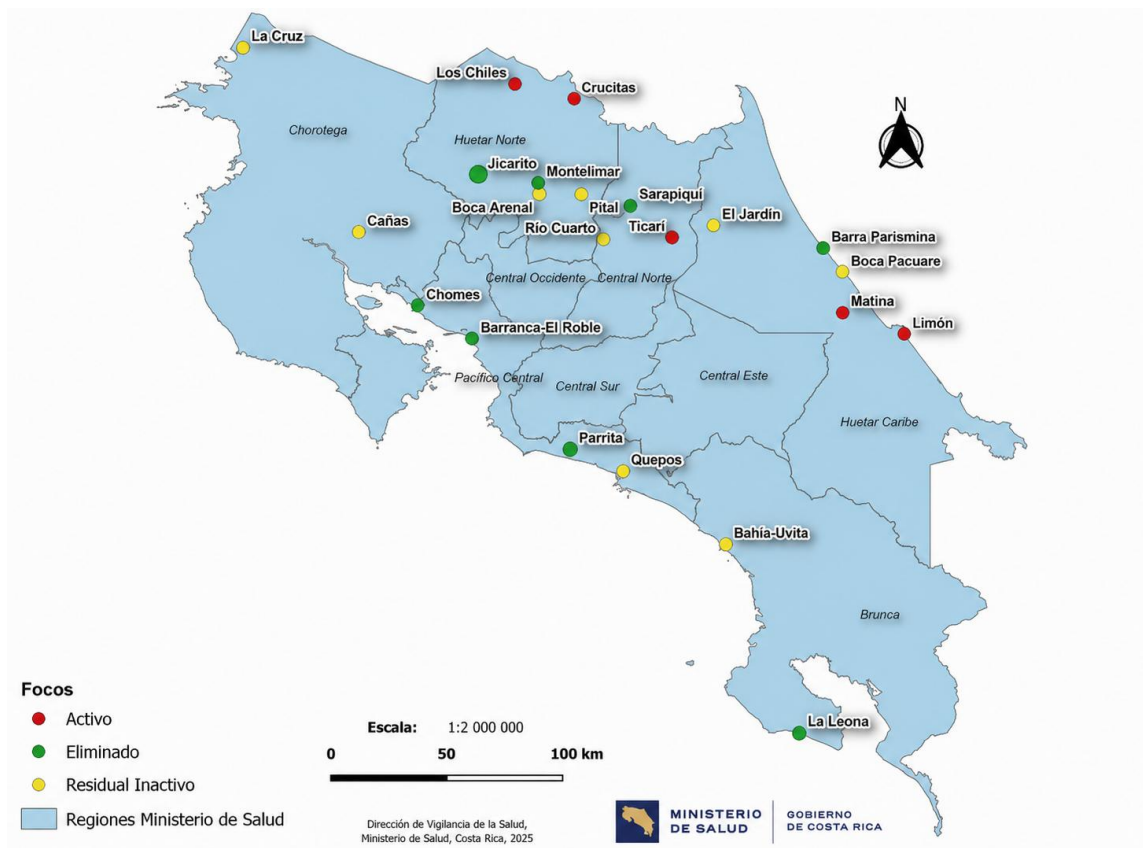 La Cruz
Los Chiles
Crucitas
N
Chorotega
Huetar Norte
Jicarito
Montelimar
Boca Arenal
Pital
Sarapiquí
Cañas
Río Cuarto
Ticarí
El Jardín
Barra Parismina
Boca Pacuare
Central Occidente
Central Norte
Chomes
Matina
Limón
Barranca-El Roble
Pacífico Central
Central Sur
Central Este
Huetar Caribe
Parrita
Quepos
Bahía-Uvita
Brunca
La Leona
Focos
Activo
Eliminado
Residual Inactivo
Regiones Ministerio de Salud
Escala: 1:2 000 000
0 50 100 km
Dirección de Vigilancia de la Salud,
Ministerio de Salud, Costa Rica, 2025
MINISTERIO
DE SALUD
GOBIERNO
DE COSTA RICA